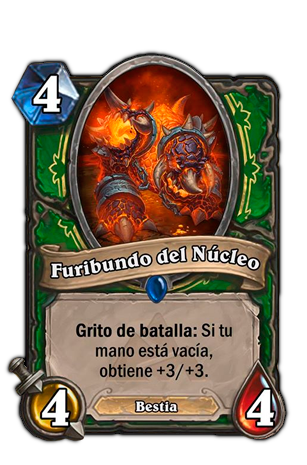 4
Furibundo del Núcleo
Grito de batalla: Si tu
mano está vacía,
obtiene +3/+3.
4
Bestia
4